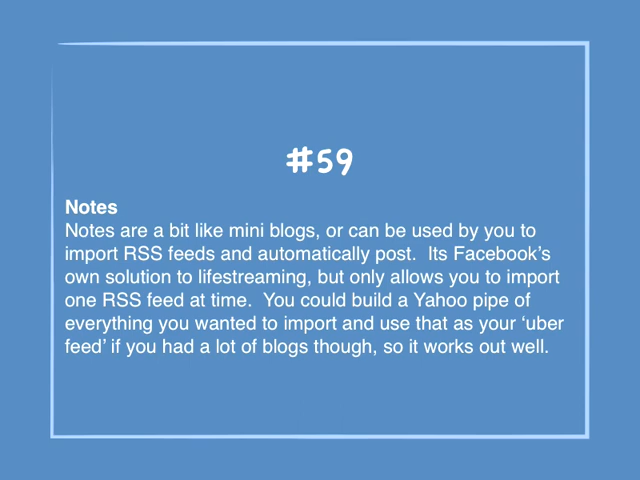 #59
Notes
Notes are a bit like mini blogs, or can be used by you to
import RSS feeds and automatically post.  Its Facebook’s
own solution to lifestreaming, but only allows you to import
one RSS feed at time.  You could build a Yahoo pipe of
everything you wanted to import and use that as your ‘uber
feed’ if you had a lot of blogs though, so it works out well.